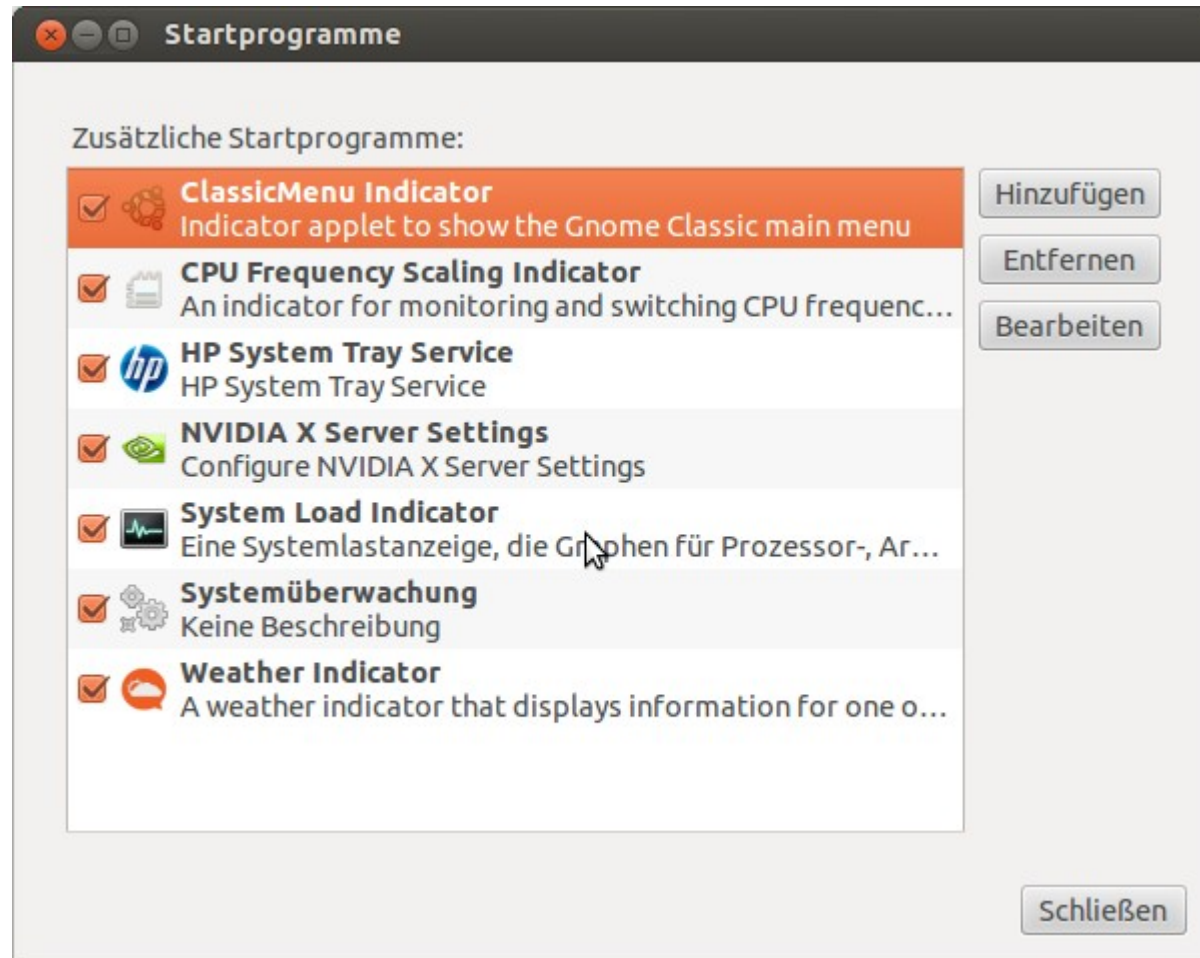 Startprogramme
Zusätzliche Startprogramme:
ClassicMenu Indicator
Indicator applet to show the Gnome Classic main menu
CPU Frequency Scaling Indicator
An indicator for monitoring and switching CPU frequenc…
hp
HP System Tray Service
HP System Tray Service
NVIDIA X Server Settings
Configure NVIDIA X Server Settings
System Load Indicator
Eine Systemlastanzeige, die Graphen für Prozessor-, Ar…
Systemüberwachung
Keine Beschreibung
Weather Indicator
A weather indicator that displays information for one o…
Hinzufügen
Entfernen
Bearbeiten
Schließen